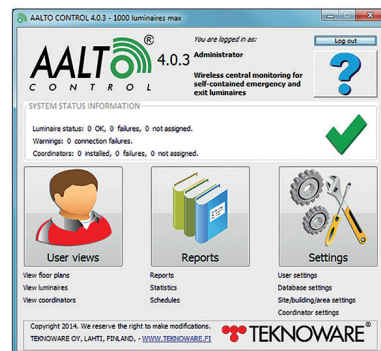 AALTO CONTROL 4.0.3 - 1000 luminaires max
AALTO®
CONTROL
4.0.3
You are logged in as:
Administrator
Log out
Wireless central monitoring for
self-contained emergency and
exit luminaires
?
SYSTEM STATUS INFORMATION
Luminaire status: 0 OK, 0 failures, 0 not assigned.
Warnings: 0 connection failures.
Coordinators: 0 installed, 0 failures, 0 not assigned.
User views
Reports
Settings
View floor plans
View luminaires
View coordinators
Reports
Statistics
Schedules
User settings
Database settings
Site/building/area settings
Coordinator settings
Copyright 2014. We reserve the right to make modifications.
TEKNOWARE OY, LAHTI, FINLAND, - WWW.TEKNOWARE.FI
TEKNOWARE®